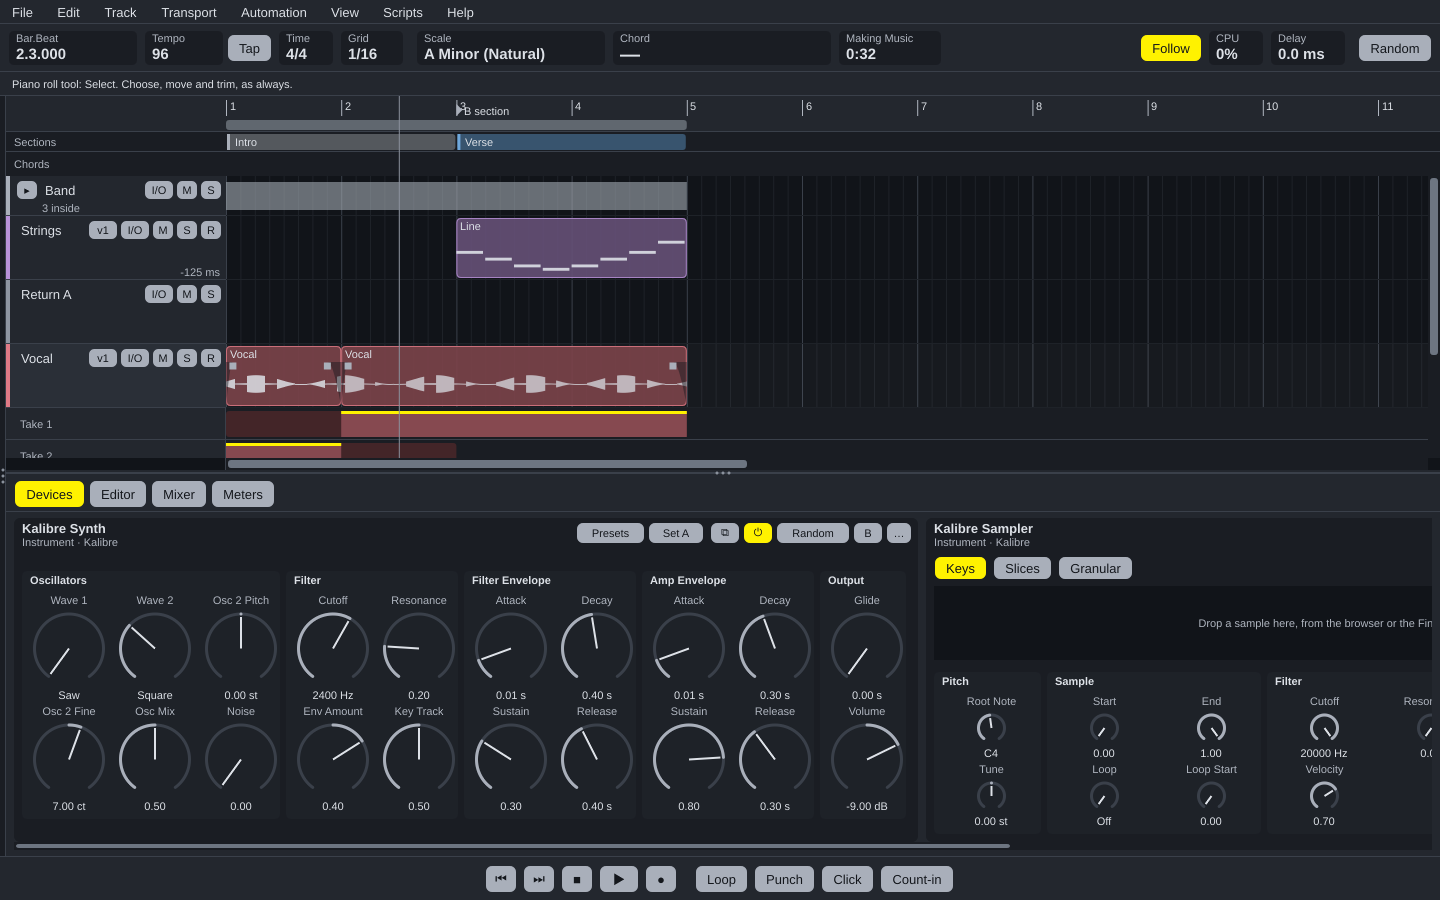 File Edit Track Transport Automation View Scripts Help
Bar.Beat Tempo Time Grid Scale Chord Making Music CPU Delay
2.3.000 96 Tap 4/4 1/16 A Minor (Natural) — 0:32 Follow 0% 0.0 ms Random
Piano roll tool: Select. Choose, move and trim, as always.
1 2 3 4 5 6 7 8 9 10 11
B section
Sections Intro Verse
Chords
Band I/O M S
3 inside
Strings v1 I/O M S R Line
-125 ms
Return A I/O M S
Vocal v1 I/O M S R Vocal Vocal
Take 1
Take 2
Devices Editor Mixer Meters
Kalibre Synth Presets Set A Random B ...
Instrument · Kalibre
Oscillators Filter Filter Envelope Amp Envelope Output
Wave 1 Wave 2 Osc 2 Pitch Cutoff Resonance Attack Decay Attack Decay Glide
Saw Square 0.00 st 2400 Hz 0.20 0.01 s 0.40 s 0.01 s 0.30 s 0.00 s
Osc 2 Fine Osc Mix Noise Env Amount Key Track Sustain Release Sustain Release Volume
7.00 ct 0.50 0.00 0.40 0.50 0.30 0.40 s 0.80 0.30 s -9.00 dB
Kalibre Sampler
Instrument · Kalibre
Keys Slices Granular
Drop a sample here, from the browser or the Fin
Pitch Sample Filter
Root Note Start End Cutoff Resor
C4 0.00 1.00 20000 Hz 0.0
Tune Loop Loop Start Velocity
0.00 st Off 0.00 0.70
Loop Punch Click Count-in